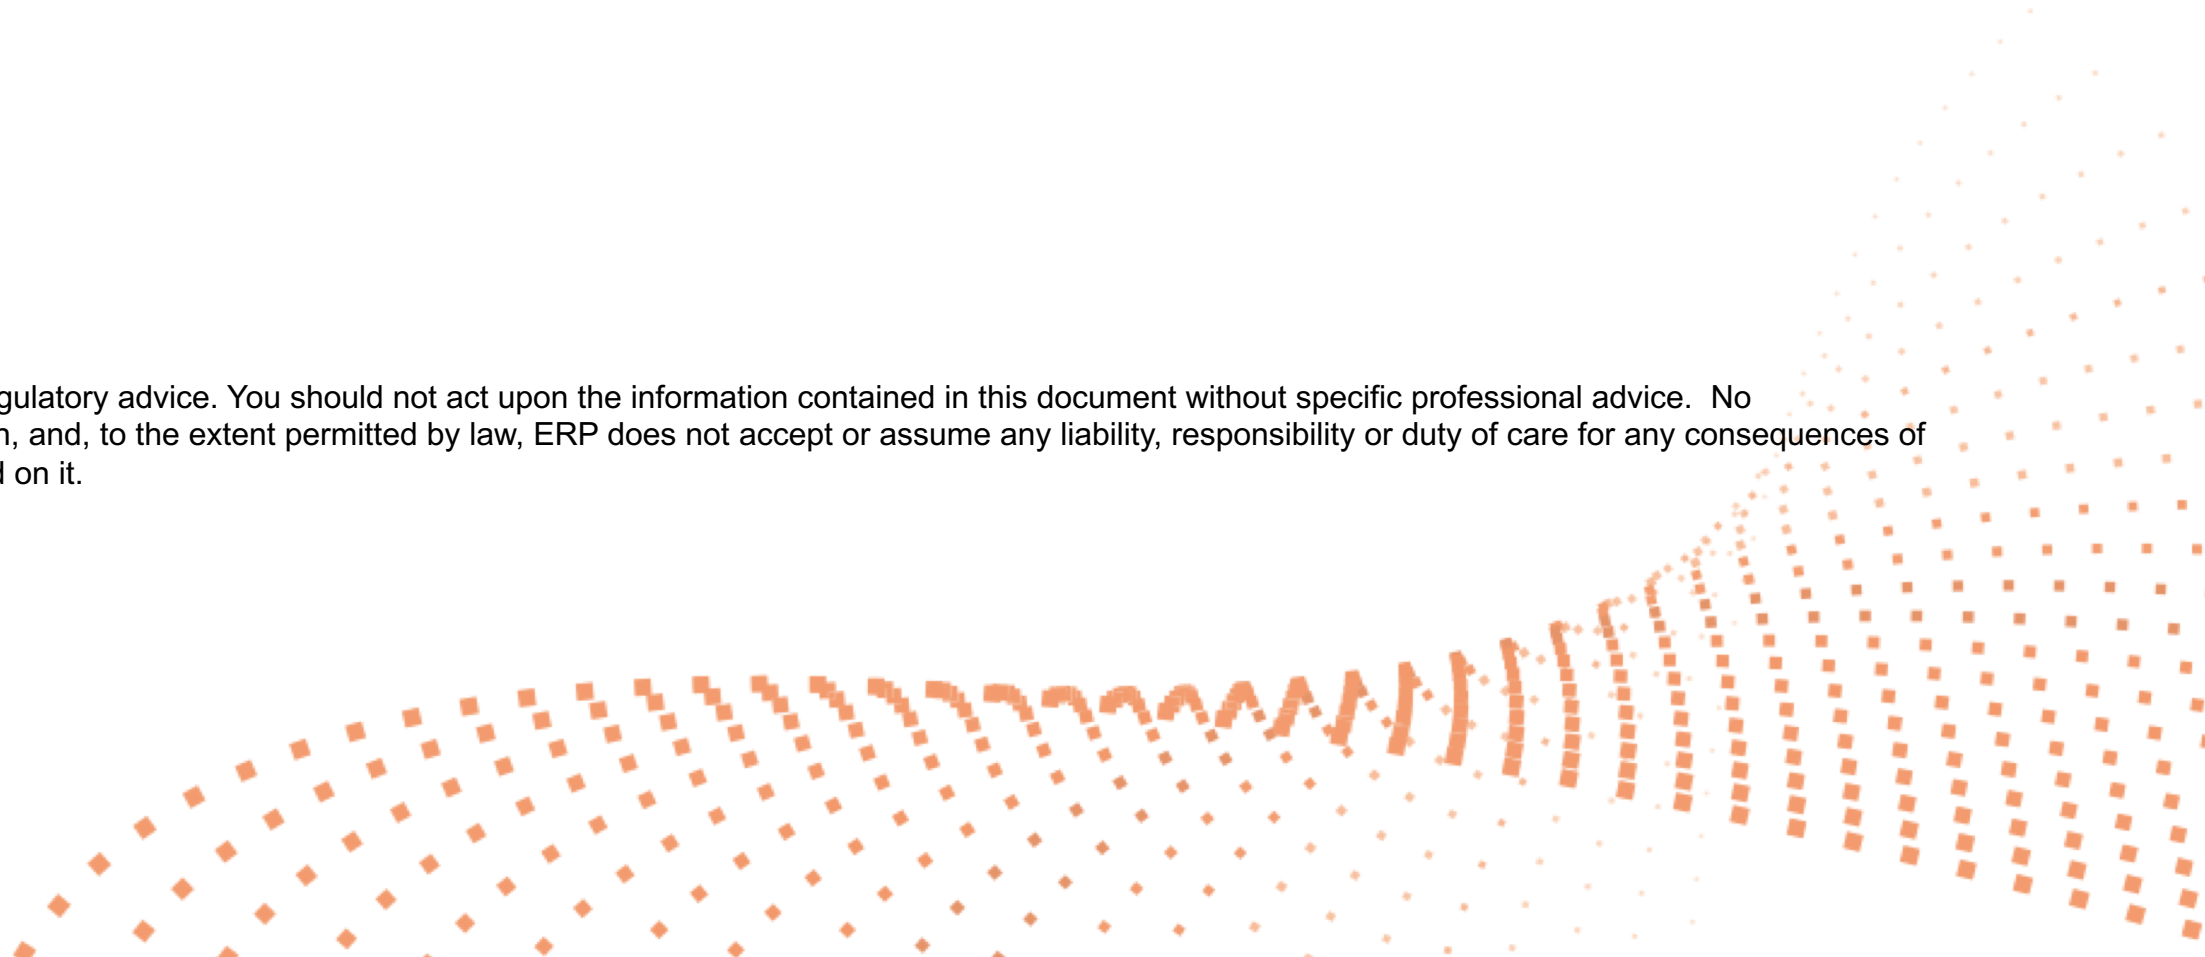 gulatory advice. You should not act upon the information contained in this document without specific professional advice.  No
, and, to the extent permitted by law, ERP does not accept or assume any liability, responsibility or duty of care for any consequences of
on it.